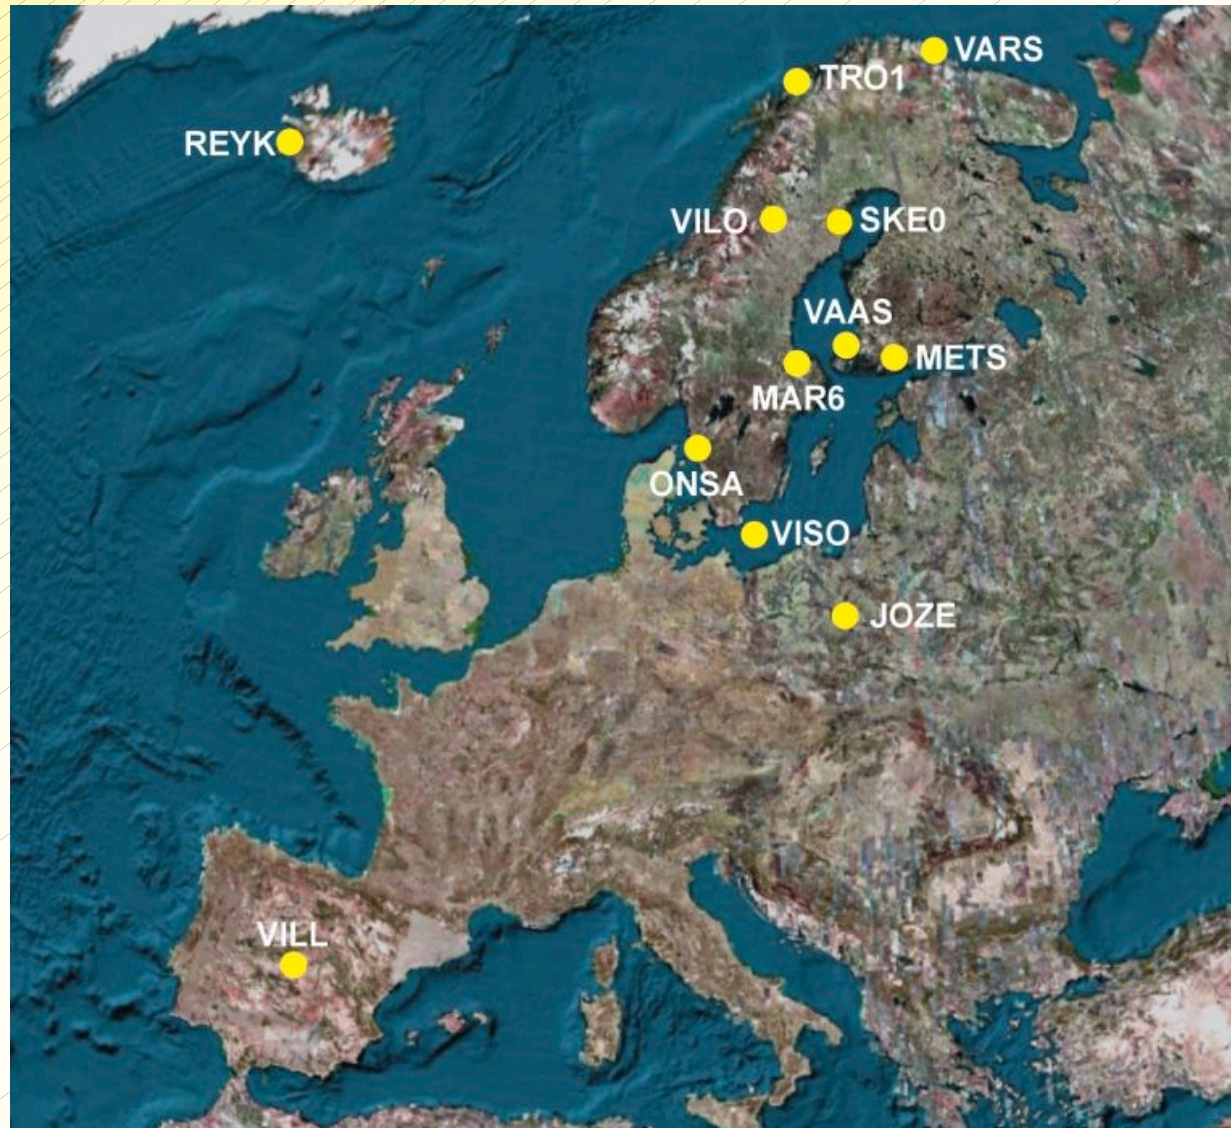 VARS
TRO1
REYK
VILO
SKE0
VAAS
METS
MAR6
ONSA
VISO
JOZE
VILL